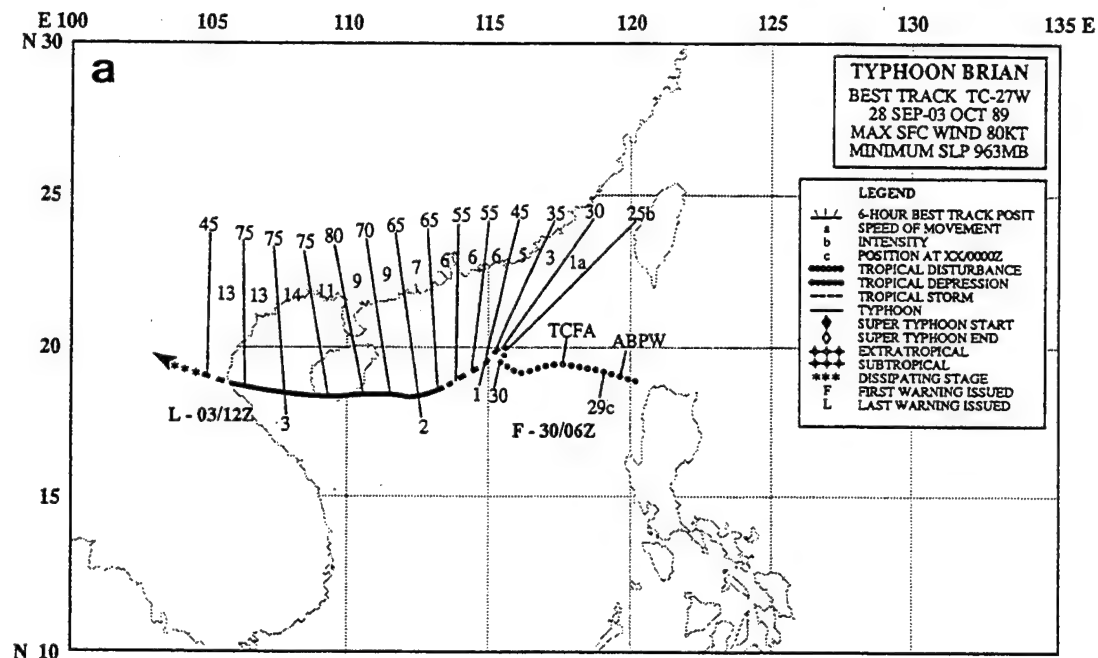 E 100 105 110 115 120 125 130 135 E
N 30
a
TYPHOON BRIAN
BEST TRACK TC-27W
28 SEP-03 OCT 89
MAX SFC WIND 80KT
MINIMUM SLP 963MB
LEGEND
6-HOUR BEST TRACK POSIT
a SPEED OF MOVEMENT
b INTENSITY
c POSITION AT XX/0000Z
TROPICAL DISTURBANCE
TROPICAL DEPRESSION
TROPICAL STORM
TYPHOON
SUPER TYPHOON START
SUPER TYPHOON END
EXTRATROPICAL
SUBTROPICAL
DISSIPATING STAGE
F FIRST WARNING ISSUED
L LAST WARNING ISSUED
25
45 75 75 75 80 70 65 65 55 55 45 35 30 25b
13 13 14 11 9 9 7 6 6 6 5 3 1a
20
TCFA
ABPW
L - 03/12Z
3
2
1
30
F - 30/06Z
29c
15
N 10